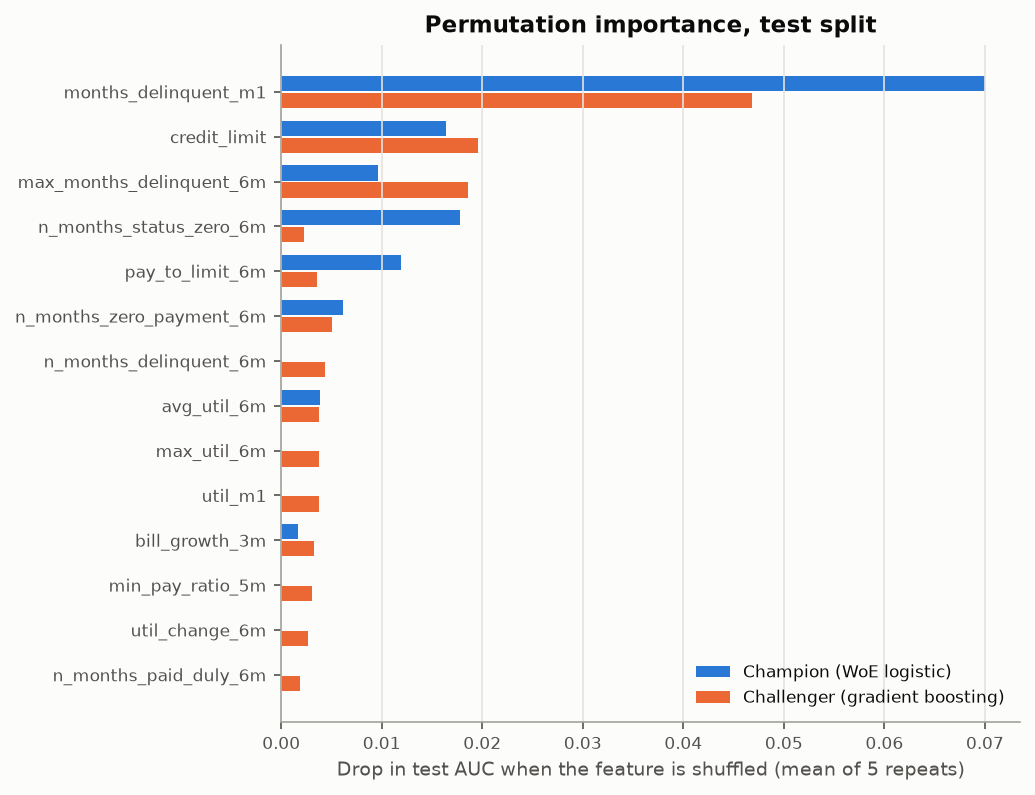 Permutation importance, test split
months_delinquent_m1
credit_limit
max_months_delinquent_6m
n_months_status_zero_6m
pay_to_limit_6m
n_months_zero_payment_6m
n_months_delinquent_6m
avg_util_6m
max_util_6m
util_m1
bill_growth_3m
min_pay_ratio_5m
util_change_6m
n_months_paid_duly_6m
Champion (WoE logistic)
Challenger (gradient boosting)
0.00 0.01 0.02 0.03 0.04 0.05 0.06 0.07
Drop in test AUC when the feature is shuffled (mean of 5 repeats)